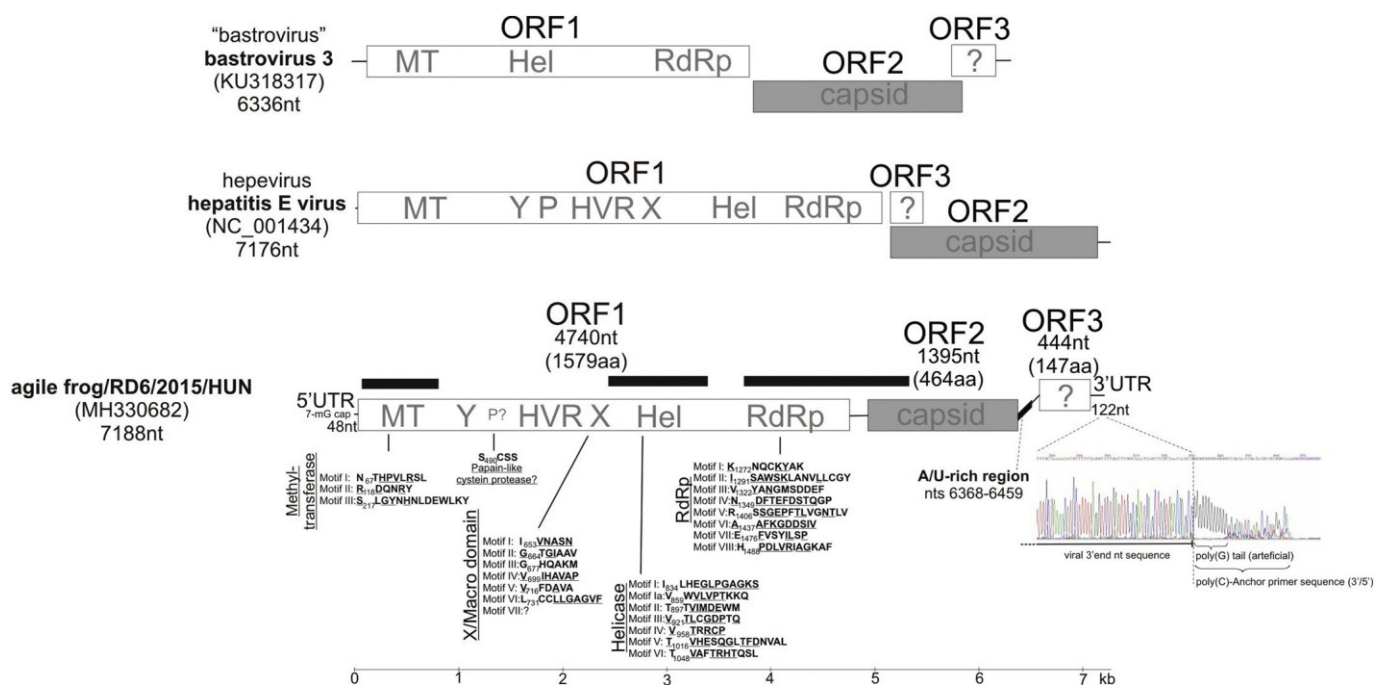 "bastrovirus"
bastrovirus 3
(KU318317)
6336nt
ORF1
MT Hel RdRp
ORF2
capsid
ORF3
?
hepevirus
hepatitis E virus
(NC_001434)
7176nt
ORF1
MT Y P HVR X Hel RdRp
ORF3
?
ORF2
capsid
agile frog/RD6/2015/HUN
(MH330682)
7188nt
ORF1
4740nt
(1579aa)
ORF2
1395nt
(464aa)
ORF3
444nt
(147aa)
5'UTR
7-mG cap
48nt
MT Y P? HVR X Hel RdRp
capsid
?
3'UTR
122nt
Methyl-
transferase
Motif I: N67THPVLRSL
Motif II: R118DQNRY
Motif III: S217LGYNHNLDEWLKY
S490CSS
Papain-like
cystein protease?
X/Macro domain
Motif I: I653VNASN
Motif II: G664TGIAAV
Motif III: G677HQAKM
Motif IV: V699IHAVAP
Motif V: V716FDAVA
Motif VI: L731CCLLGAGVF
Motif VII: ?
Helicase
Motif I: I834LHEGLPGAGKS
Motif Ia: V859WVLVPTKKQ
Motif II: T897TVIMDEWM
Motif III: V921TLCGDPTQ
Motif IV: V958TRRCP
Motif V: T1016VHESQGLTFDNVAL
Motif VI: T1048VAFTRHTQSL
RdRp
Motif I: K1272NQCKYAK
Motif II: I1291SAWSKLANVLLCGY
Motif III: V1322YANGMSDDEF
Motif IV: N1349DFTEFDSTQGP
Motif V: R1406SSGEPFTLVGNTLV
Motif VI: A1437AFKGDDSIV
Motif VII: E1476FVSYILSP
Motif VIII: H1488PDLVRIAGKAF
A/U-rich region
nts 6368-6459
viral 3'end nt sequence
poly(G) tail (arteficial)
poly(C)-Anchor primer sequence (3'/5')
0 1 2 3 4 5 6 7 kb